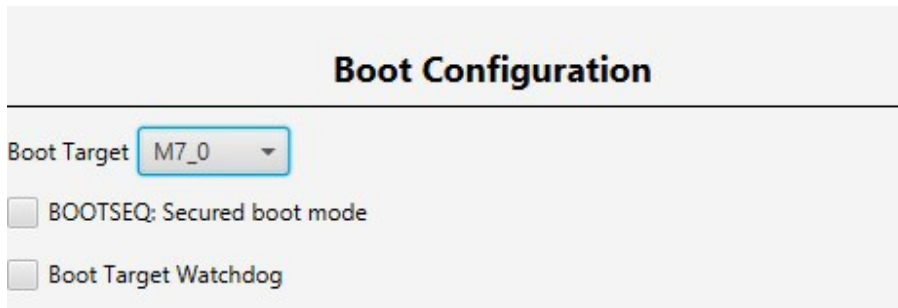 Boot Configuration
Boot Target M7_0
BOOTSEQ: Secured boot mode
Boot Target Watchdog